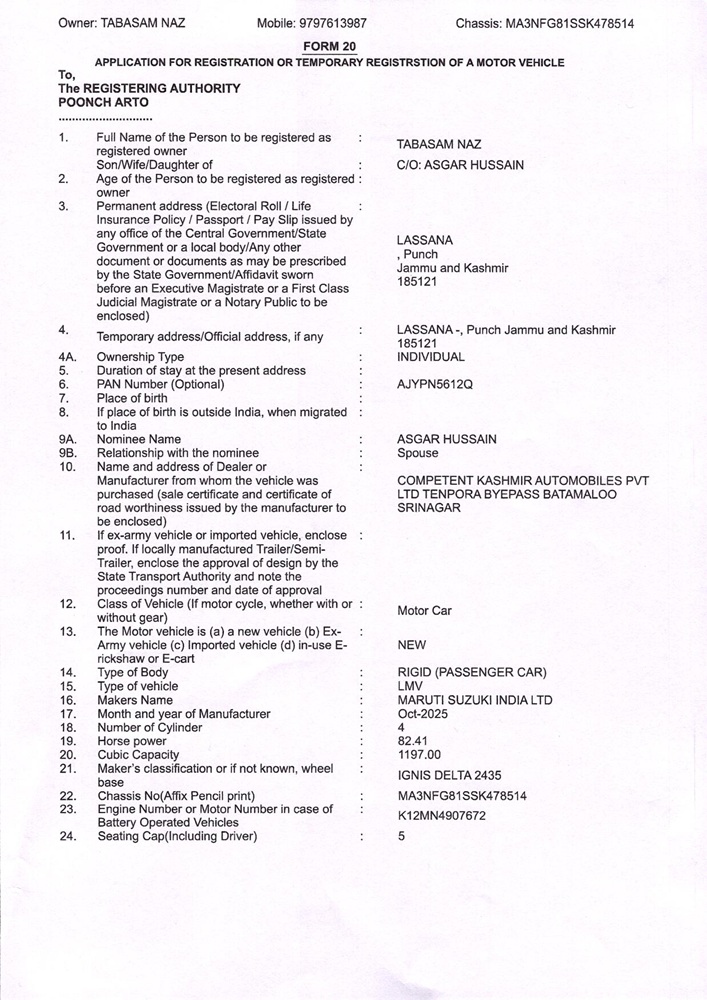 Owner: TABASAM NAZ Mobile: 9797613987 Chassis: MA3NFG81SSK478514
FORM 20
APPLICATION FOR REGISTRATION OR TEMPORARY REGISTRSTION OF A MOTOR VEHICLE
To,
The REGISTERING AUTHORITY
POONCH ARTO
............................
1. Full Name of the Person to be registered as :
registered owner TABASAM NAZ
Son/Wife/Daughter of : C/O: ASGAR HUSSAIN
2. Age of the Person to be registered as registered :
owner
3. Permanent address (Electoral Roll / Life :
Insurance Policy / Passport / Pay Slip issued by
any office of the Central Government/State
Government or a local body/Any other LASSANA
document or documents as may be prescribed , Punch
by the State Government/Affidavit sworn Jammu and Kashmir
before an Executive Magistrate or a First Class 185121
Judicial Magistrate or a Notary Public to be
enclosed)
4. Temporary address/Official address, if any : LASSANA -, Punch Jammu and Kashmir
185121
4A. Ownership Type : INDIVIDUAL
5. Duration of stay at the present address :
6. PAN Number (Optional) : AJYPN5612Q
7. Place of birth :
8. If place of birth is outside India, when migrated :
to India
9A. Nominee Name : ASGAR HUSSAIN
9B. Relationship with the nominee : Spouse
10. Name and address of Dealer or :
Manufacturer from whom the vehicle was COMPETENT KASHMIR AUTOMOBILES PVT
purchased (sale certificate and certificate of LTD TENPORA BYEPASS BATAMALOO
road worthiness issued by the manufacturer to SRINAGAR
be enclosed)
11. If ex-army vehicle or imported vehicle, enclose :
proof. If locally manufactured Trailer/Semi-
Trailer, enclose the approval of design by the
State Transport Authority and note the
proceedings number and date of approval
12. Class of Vehicle (If motor cycle, whether with or :
without gear) Motor Car
13. The Motor vehicle is (a) a new vehicle (b) Ex- :
Army vehicle (c) Imported vehicle (d) in-use E- NEW
rickshaw or E-cart
14. Type of Body : RIGID (PASSENGER CAR)
15. Type of vehicle : LMV
16. Makers Name : MARUTI SUZUKI INDIA LTD
17. Month and year of Manufacturer : Oct-2025
18. Number of Cylinder : 4
19. Horse power : 82.41
20. Cubic Capacity : 1197.00
21. Maker's classification or if not known, wheel :
base IGNIS DELTA 2435
22. Chassis No(Affix Pencil print) : MA3NFG81SSK478514
23. Engine Number or Motor Number in case of :
Battery Operated Vehicles K12MN4907672
24. Seating Cap(Including Driver) : 5